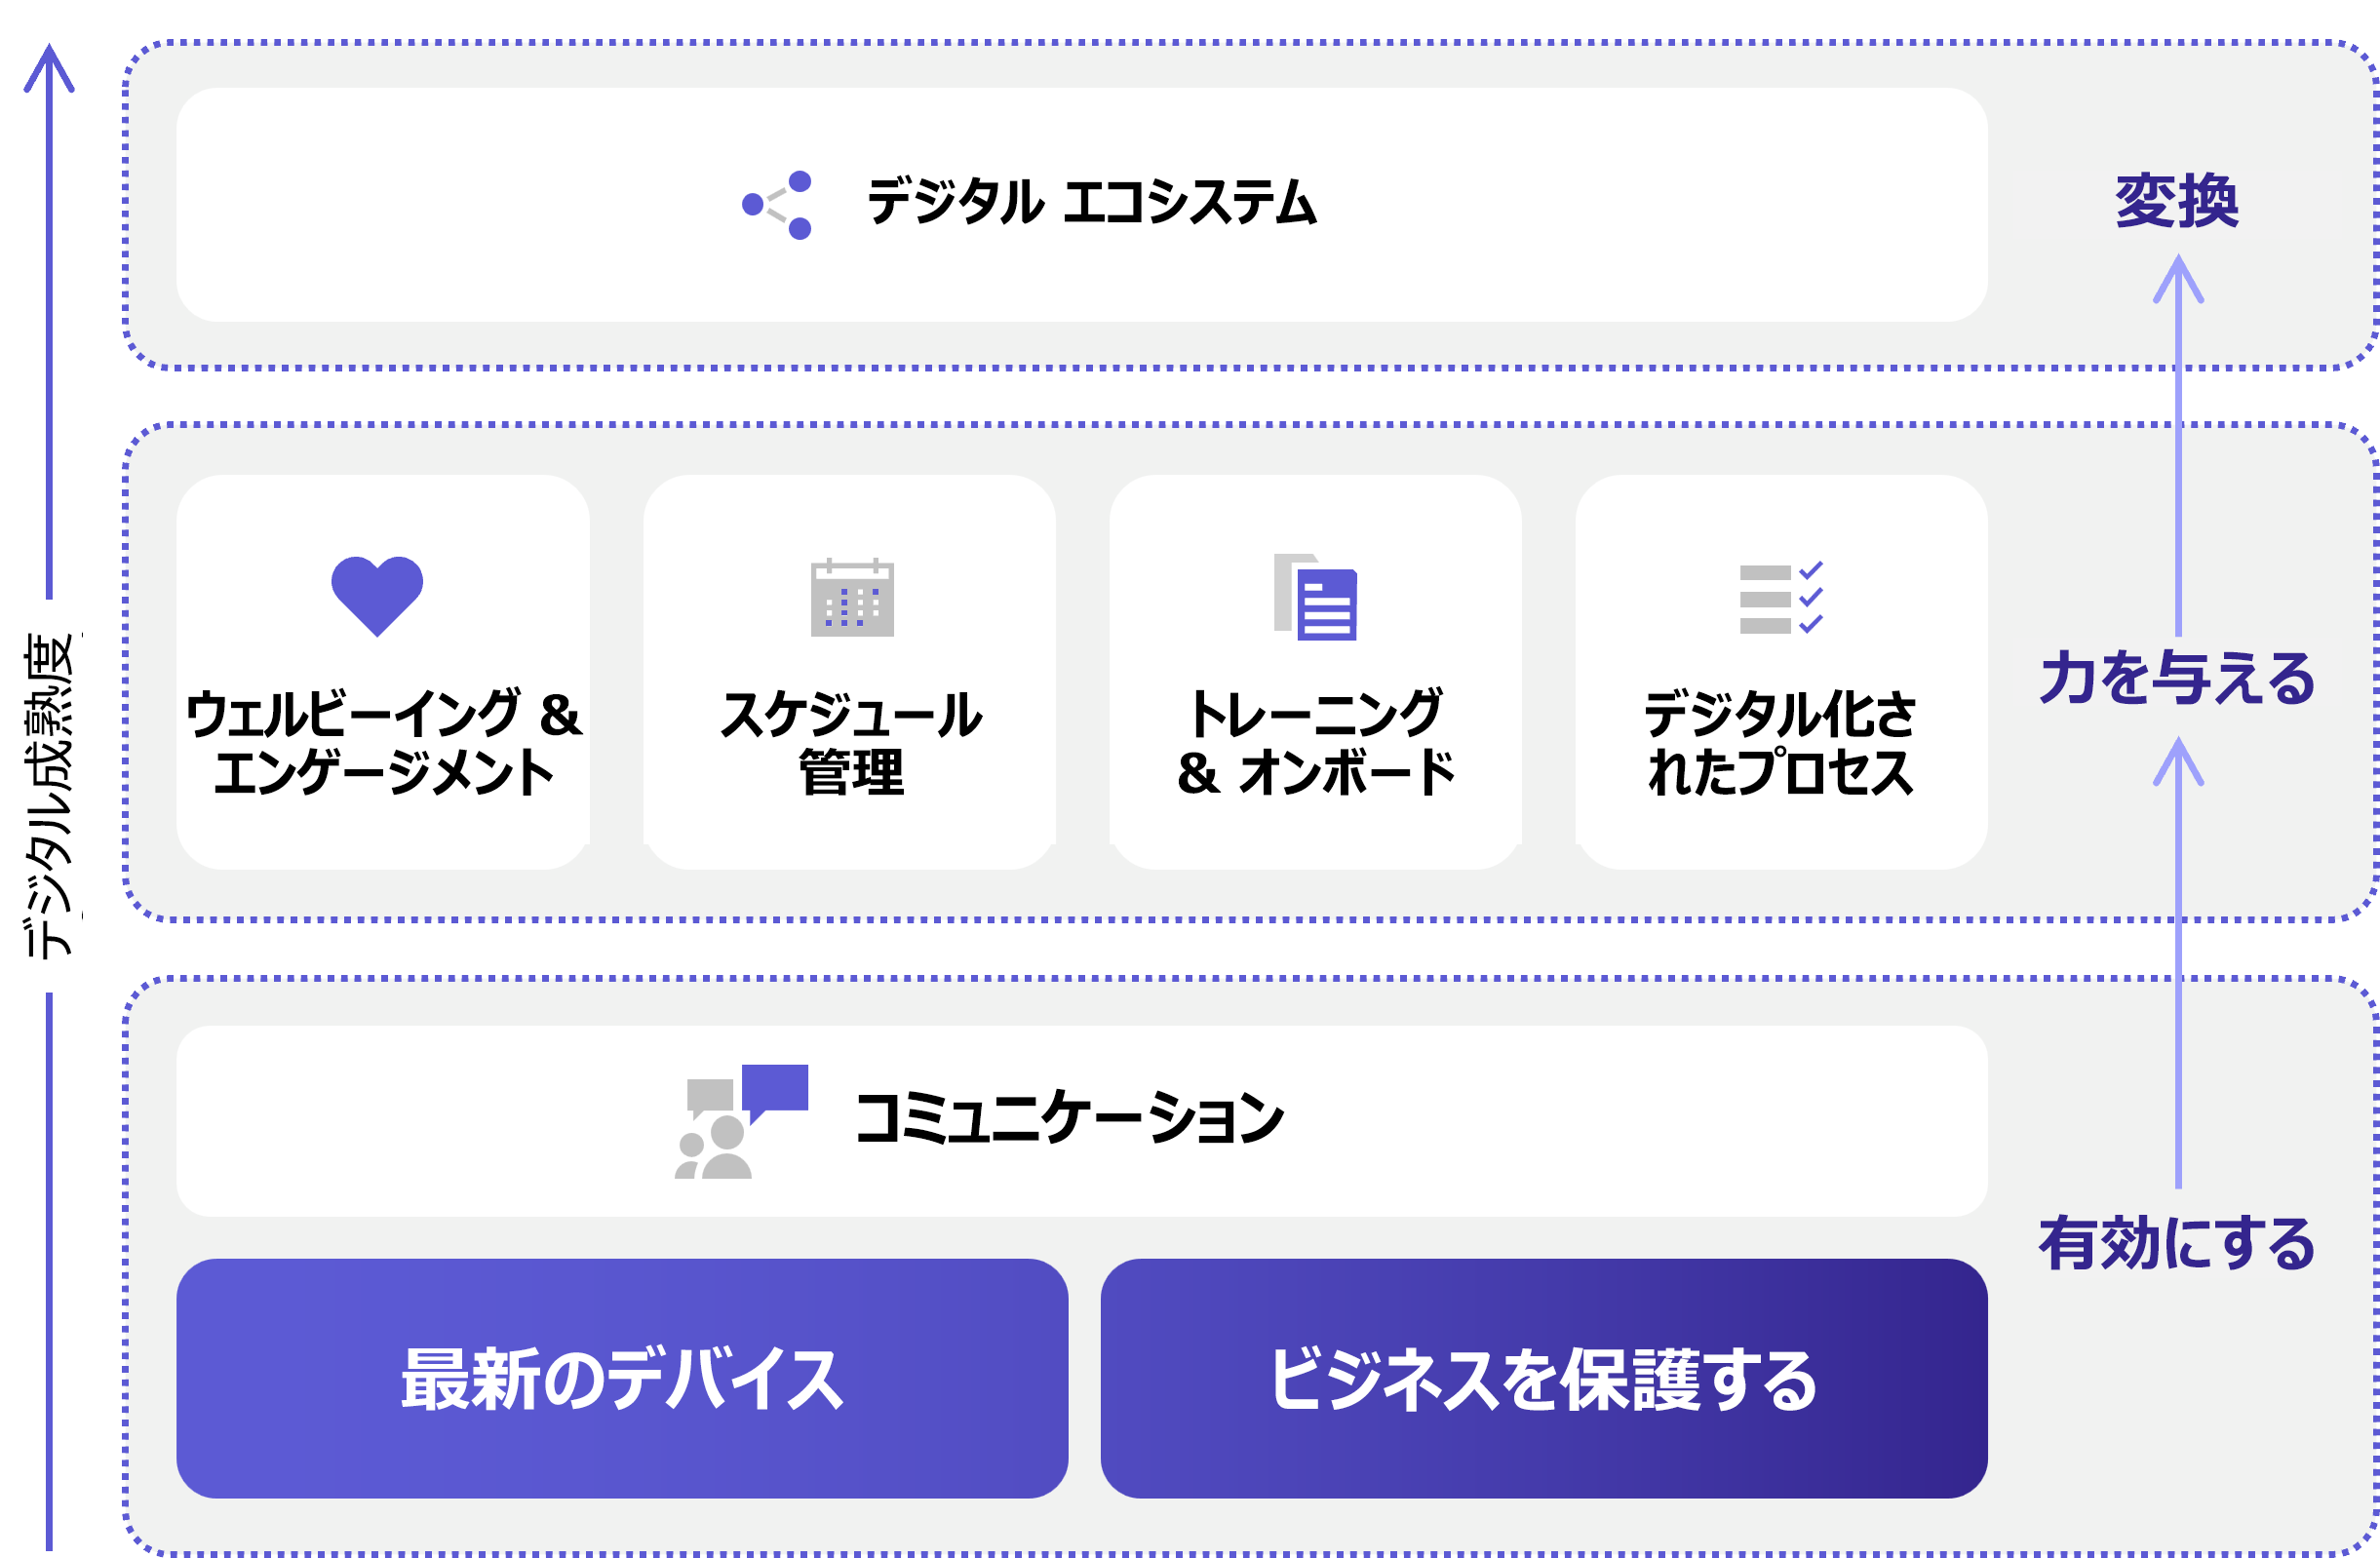 デジタル エコシステム
変換
デジタル成熟度
ウェルビーイング &
エンゲージメント
スケジュール
管理
トレーニング
& オンボード
デジタル化さ
れたプロセス
力を与える
コミュニケーション
有効にする
最新のデバイス
ビジネスを保護する